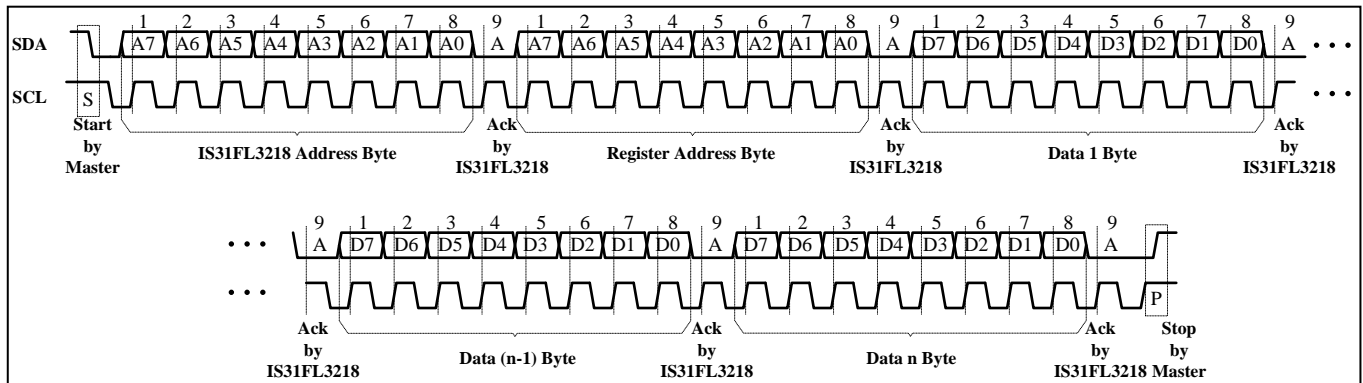 1 2 3 4 5 6 7 8 9 1 2 3 4 5 6 7 8 9 1 2 3 4 5 6 7 8 9
SDA A7 A6 A5 A4 A3 A2 A1 A0 A A7 A6 A5 A4 A3 A2 A1 A0 A D7 D6 D5 D4 D3 D2 D1 D0 A • • •
SCL S • • •
Start by Master
IS31FL3218 Address Byte
Ack by IS31FL3218
Register Address Byte
Ack by IS31FL3218
Data 1 Byte
Ack by IS31FL3218
9 1 2 3 4 5 6 7 8 9 1 2 3 4 5 6 7 8 9
• • • A D7 D6 D5 D4 D3 D2 D1 D0 A D7 D6 D5 D4 D3 D2 D1 D0 A
• • • P
Ack by IS31FL3218
Data (n-1) Byte
Ack by IS31FL3218
Data n Byte
Ack by IS31FL3218
Stop by Master